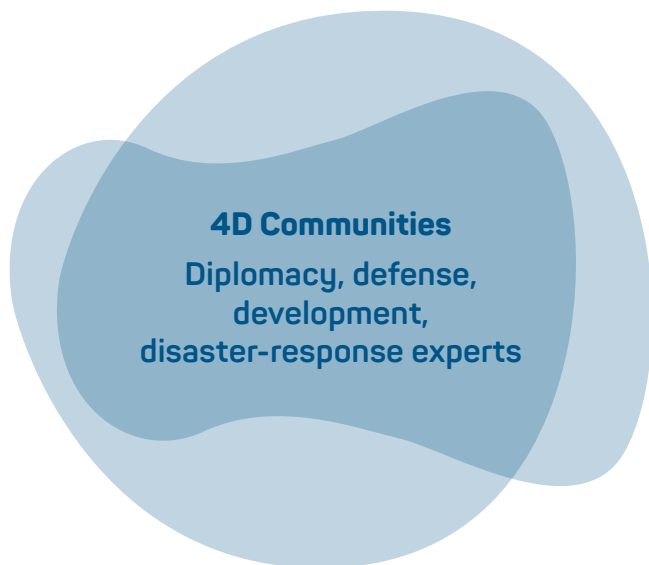 4D Communities
Diplomacy, defense,
development,
disaster-response experts